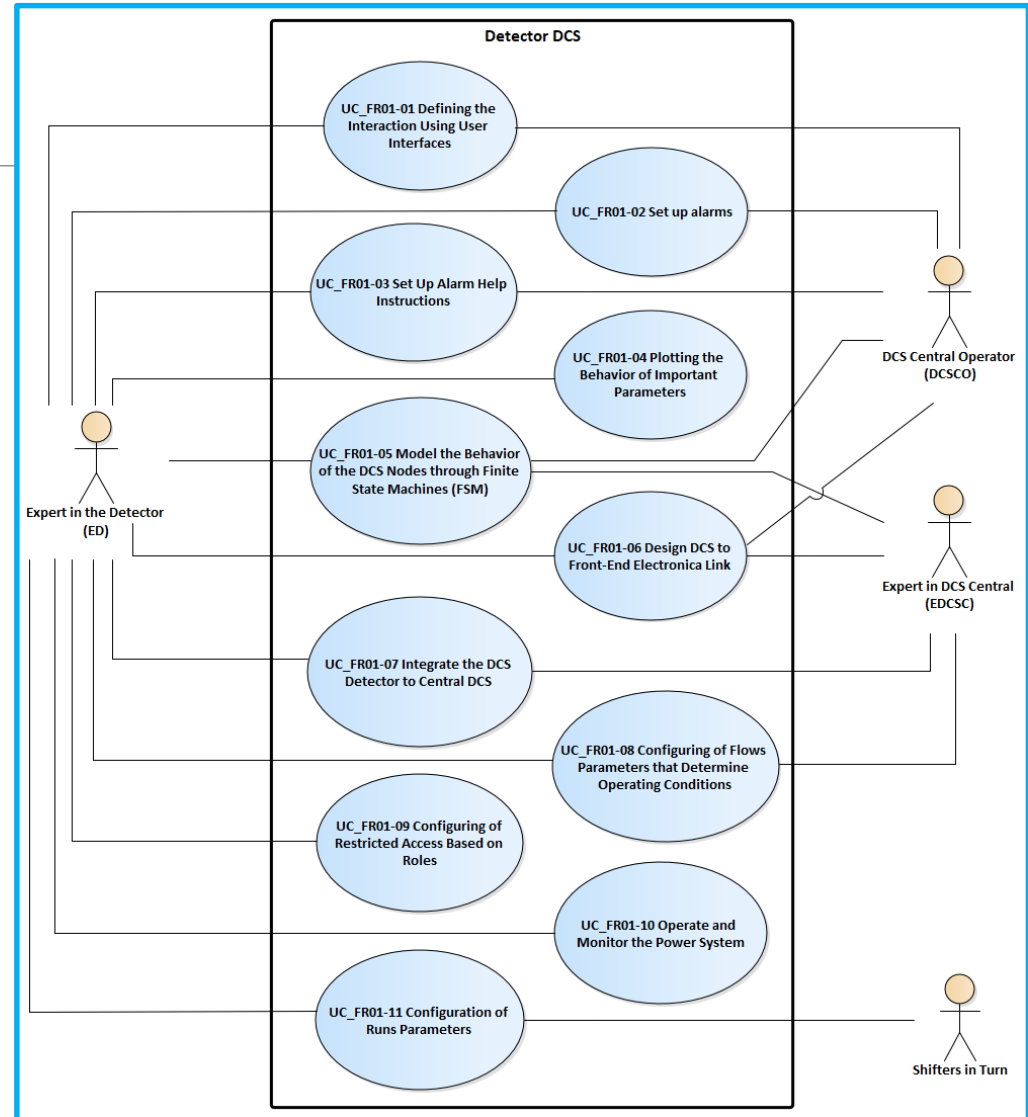 Detector DCS
UC_FR01-01 Defining the
Interaction Using User
Interfaces
UC_FR01-02 Set up alarms
UC_FR01-03 Set Up Alarm Help
Instructions
DCS Central Operator
(DCSCO)
UC_FR01-04 Plotting the
Behavior of Important
Parameters
Expert in the Detector
(ED)
UC_FR01-05 Model the Behavior
of the DCS Nodes through Finite
State Machines (FSM)
UC_FR01-06 Design DCS to
Front-End Electronica Link
Expert in DCS Central
(EDCSC)
UC_FR01-07 Integrate the DCS
Detector to Central DCS
UC_FR01-08 Configuring of Flows
Parameters that Determine
Operating Conditions
UC_FR01-09 Configuring of
Restricted Access Based on
Roles
UC_FR01-10 Operate and
Monitor the Power System
UC_FR01-11 Configuration of
Runs Parameters
Shifters in Turn